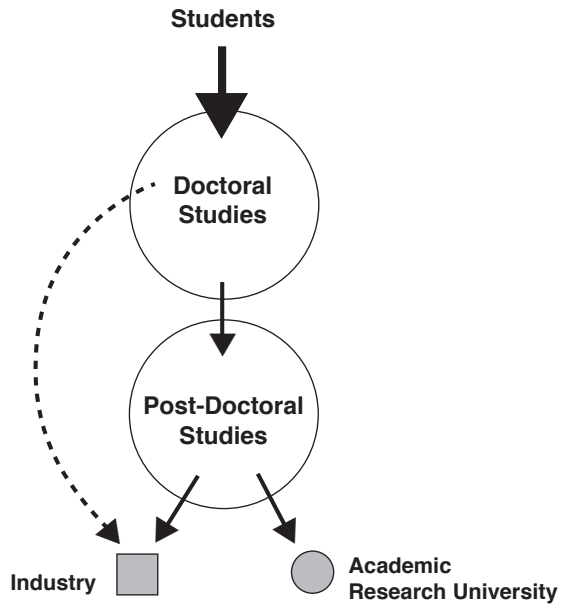 Students
Doctoral
Studies
Post-Doctoral
Studies
Industry
Academic
Research University